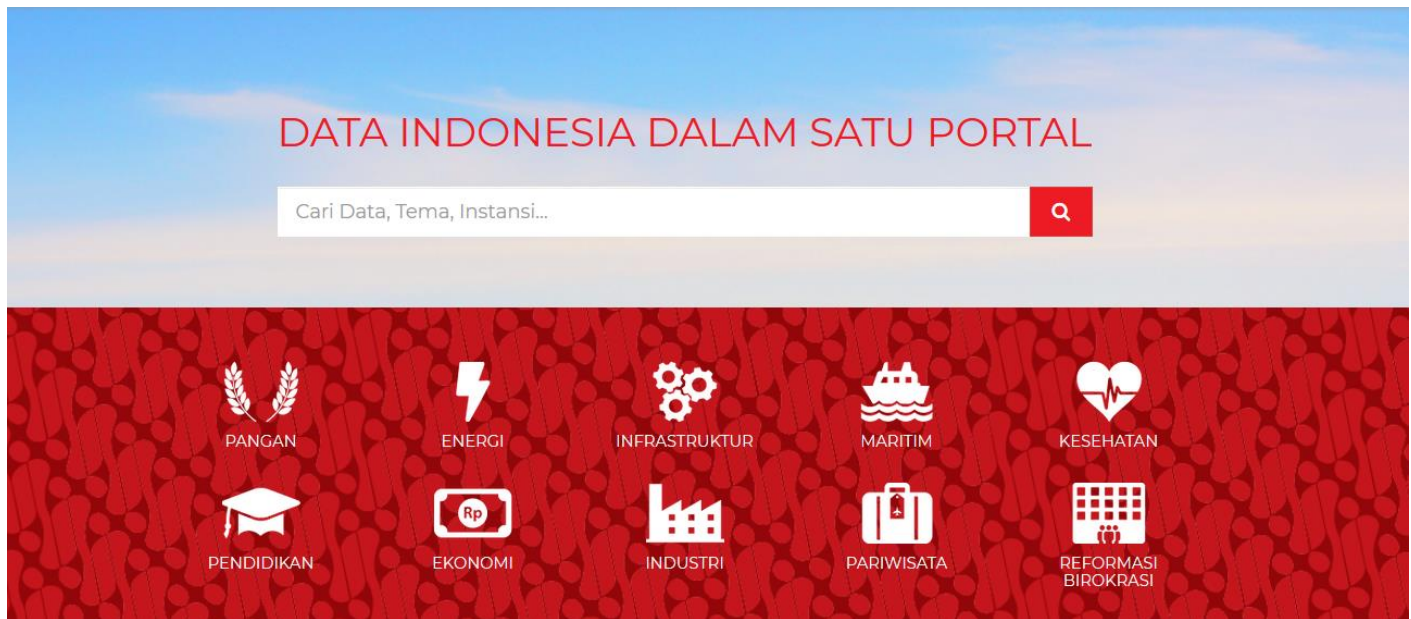 DATA INDONESIA DALAM SATU PORTAL
Cari Data, Tema, Instansi...
PANGAN
ENERGI
INFRASTRUKTUR
MARITIM
KESEHATAN
PENDIDIKAN
Rp
EKONOMI
INDUSTRI
PARIWISATA
REFORMASI
BIROKRASI